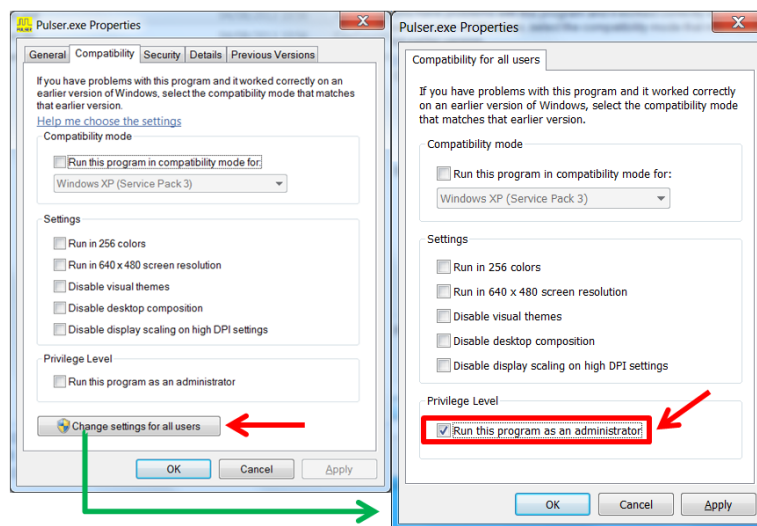 Pulser.exe Properties
General Compatibility Security Details Previous Versions
If you have problems with this program and it worked correctly on an
earlier version of Windows, select the compatibility mode that matches
that earlier version.
Help me choose the settings
Compatibility mode
Run this program in compatibility mode for:
Windows XP (Service Pack 3)
Settings
Run in 256 colors
Run in 640 x 480 screen resolution
Disable visual themes
Disable desktop composition
Disable display scaling on high DPI settings
Privilege Level
Run this program as an administrator
Change settings for all users
OK Cancel Apply
Pulser.exe Properties
Compatibility for all users
If you have problems with this program and it worked correctly
on an earlier version of Windows, select the compatibility mode
that matches that earlier version.
Compatibility mode
Run this program in compatibility mode for:
Windows XP (Service Pack 3)
Settings
Run in 256 colors
Run in 640 x 480 screen resolution
Disable visual themes
Disable desktop composition
Disable display scaling on high DPI settings
Privilege Level
Run this program as an administrator
OK Cancel Apply